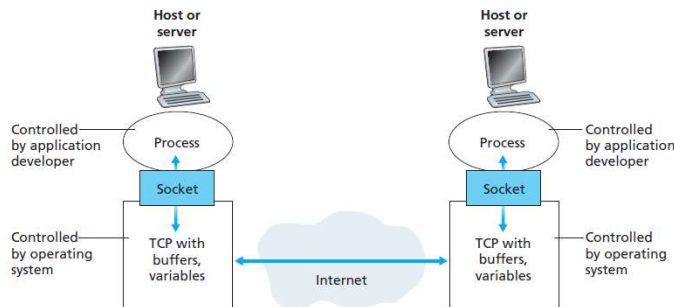 Host or
server
Host or
server
Controlled
by application
developer
Process
Process
Controlled
by application
developer
Socket
Socket
Controlled
by operating
system
TCP with
buffers,
variables
Internet
TCP with
buffers,
variables
Controlled
by operating
system